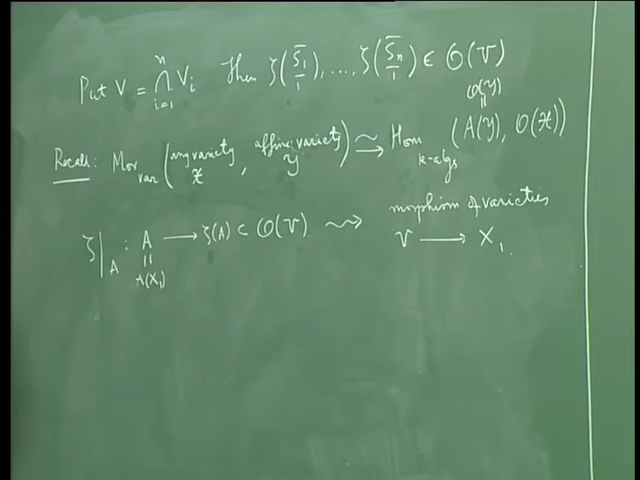 Put V = ⋂_{i=1}^{n} V_i Then ζ(S̄_1/1), ..., ζ(S̄_n/1) ∈ O(V)
O(Y)
||
Recall: Mor_var (any variety X, affine variety Y) ⥲ Hom_{k-algs} (A(Y), O(X))
ζ|_A : A ⟶ ζ(A) ⊂ O(V) ⇝ morphism of varieties
|| V ⟶ X_1
A(X_1)